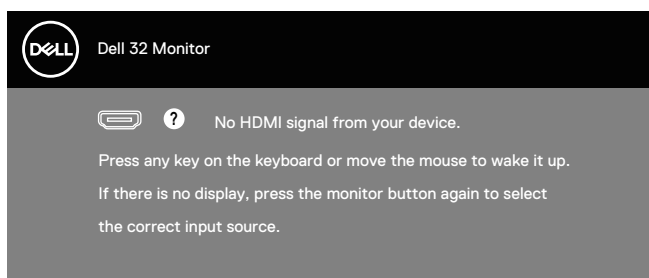 DELL
Dell 32 Monitor
? No HDMI signal from your device.
Press any key on the keyboard or move the mouse to wake it up.
If there is no display, press the monitor button again to select
the correct input source.